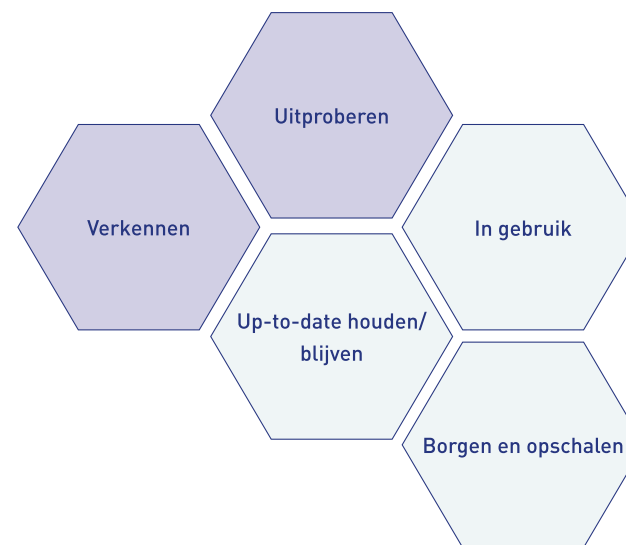 Uitproberen
Verkennen
In gebruik
Up-to-date houden/
blijven
Borgen en opschalen